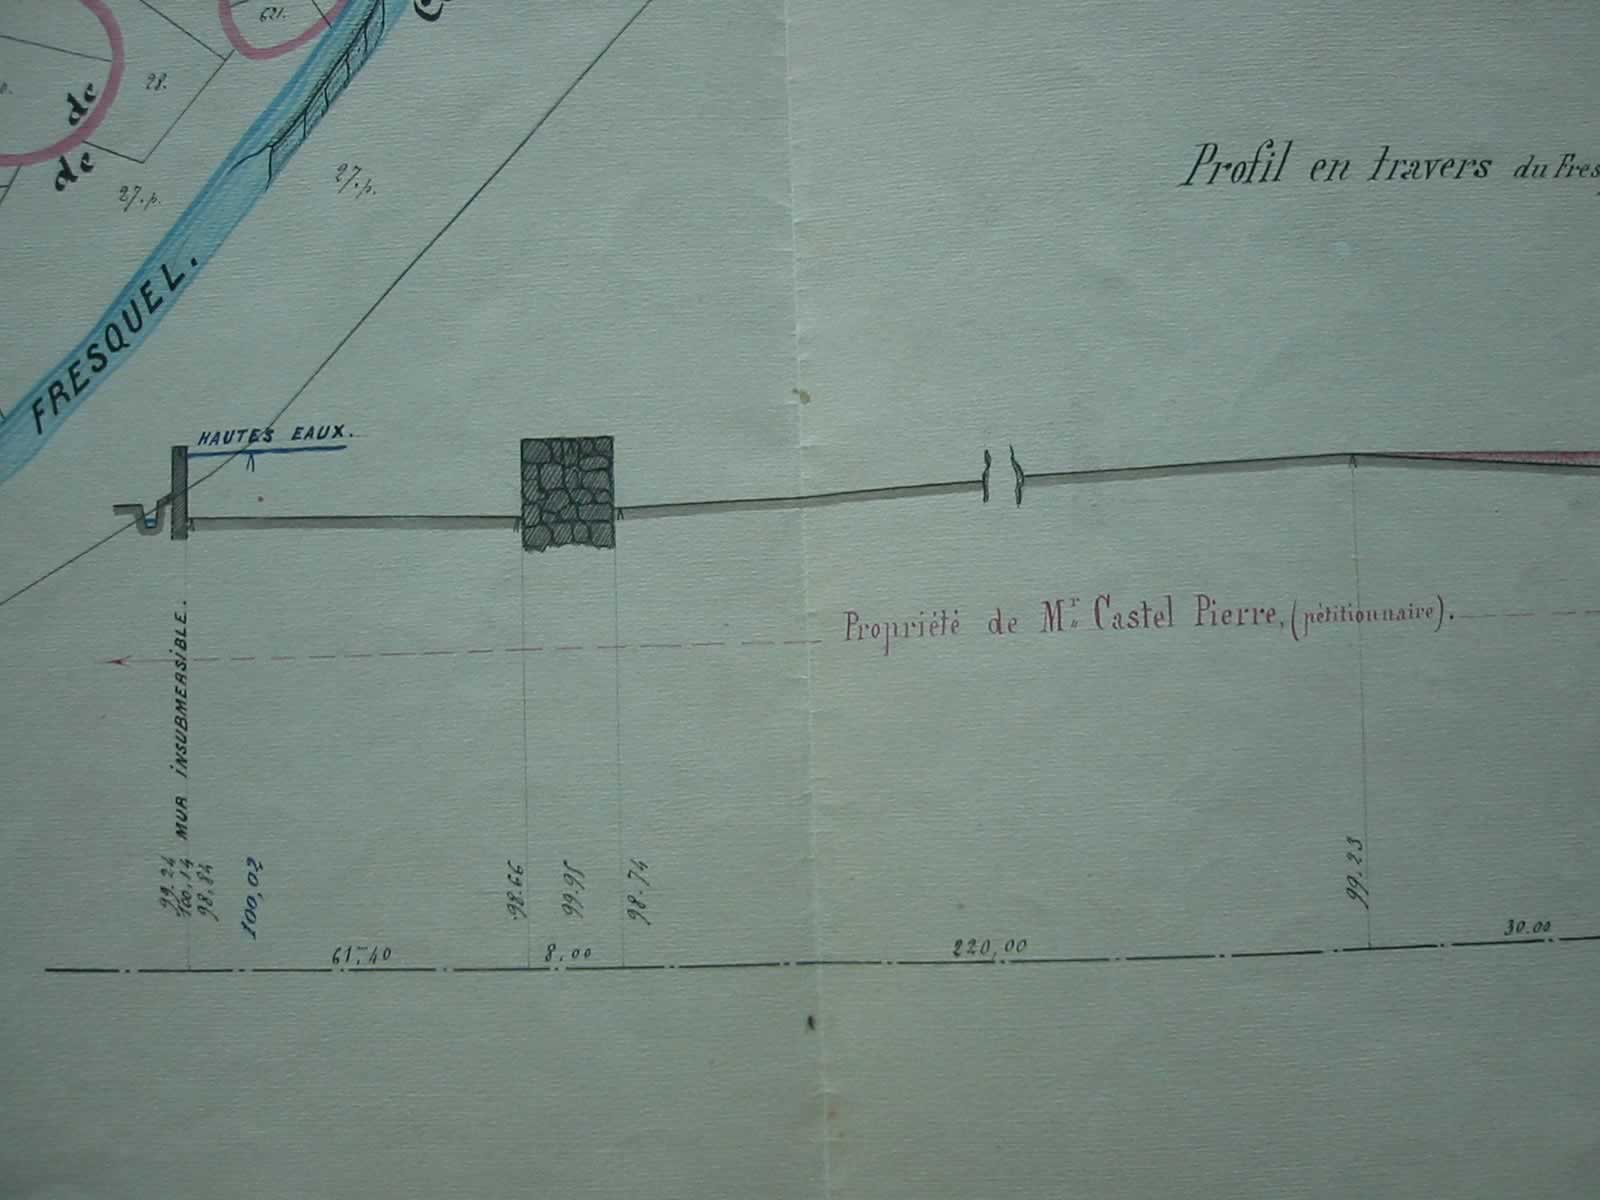 621.
28.
de
de
27.p.
27.p.
FRESQUEL.
Profil en travers du Fres
HAUTES EAUX.
Propriété de Mr. Castel Pierre, (pétitionnaire).
MUR INSUBMERSIBLE.
99.24
100,14
98,84
100,02
98.66
99.95
98.74
99.23
61m40
8,00
220,00
30.00